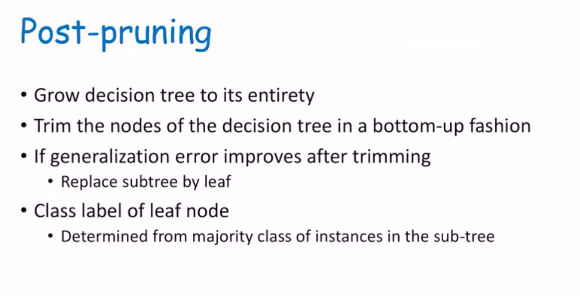 Post-pruning
• Grow decision tree to its entirety
• Trim the nodes of the decision tree in a bottom-up fashion
• If generalization error improves after trimming
• Replace subtree by leaf
• Class label of leaf node
• Determined from majority class of instances in the sub-tree